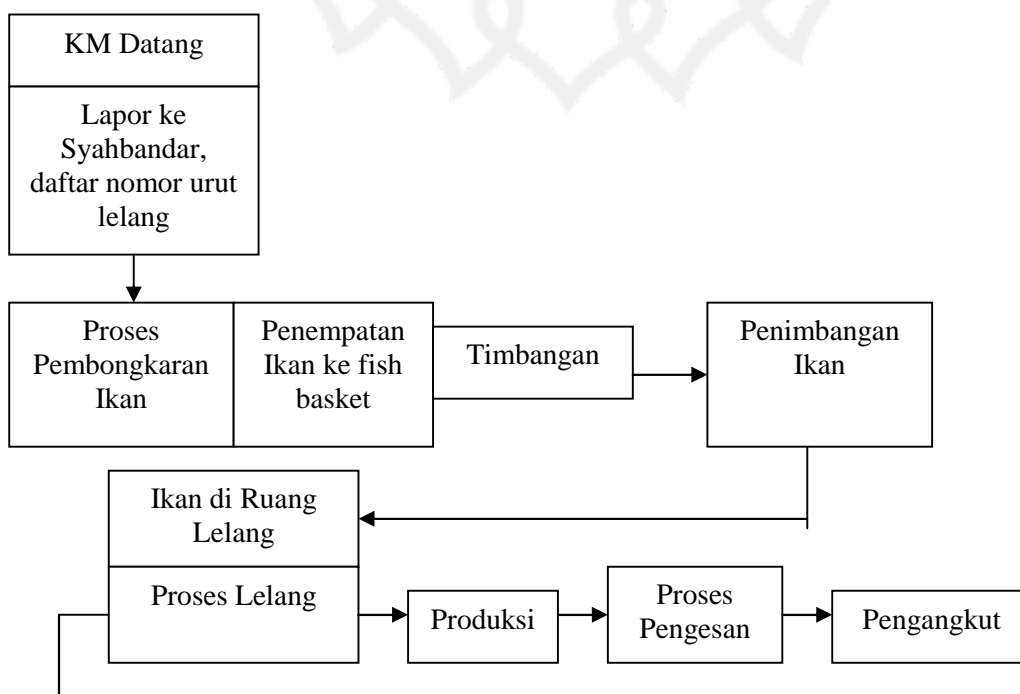 KM Datang
Lapor ke
Syahbandar,
daftar nomor urut
lelang
Proses
Pembongkaran
Ikan
Penempatan
Ikan ke fish
basket
Timbangan
Penimbangan
Ikan
Ikan di Ruang
Lelang
Proses Lelang
Produksi
Proses
Pengesan
Pengangkut